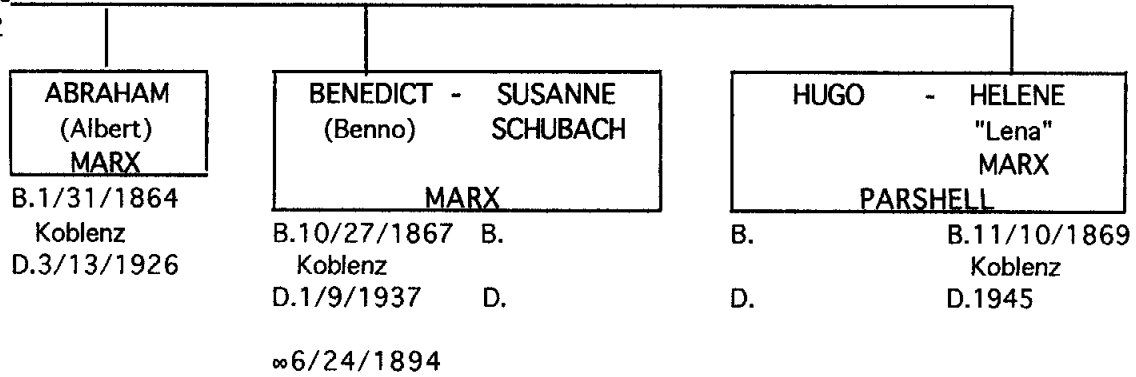 ABRAHAM
(Albert)
MARX
B.1/31/1864
Koblenz
D.3/13/1926
BENEDICT - SUSANNE
(Benno) SCHUBACH
MARX
B.10/27/1867 B.
Koblenz
D.1/9/1937 D.
∞6/24/1894
HUGO - HELENE
"Lena"
MARX
PARSHELL
B. B.11/10/1869
Koblenz
D. D.1945